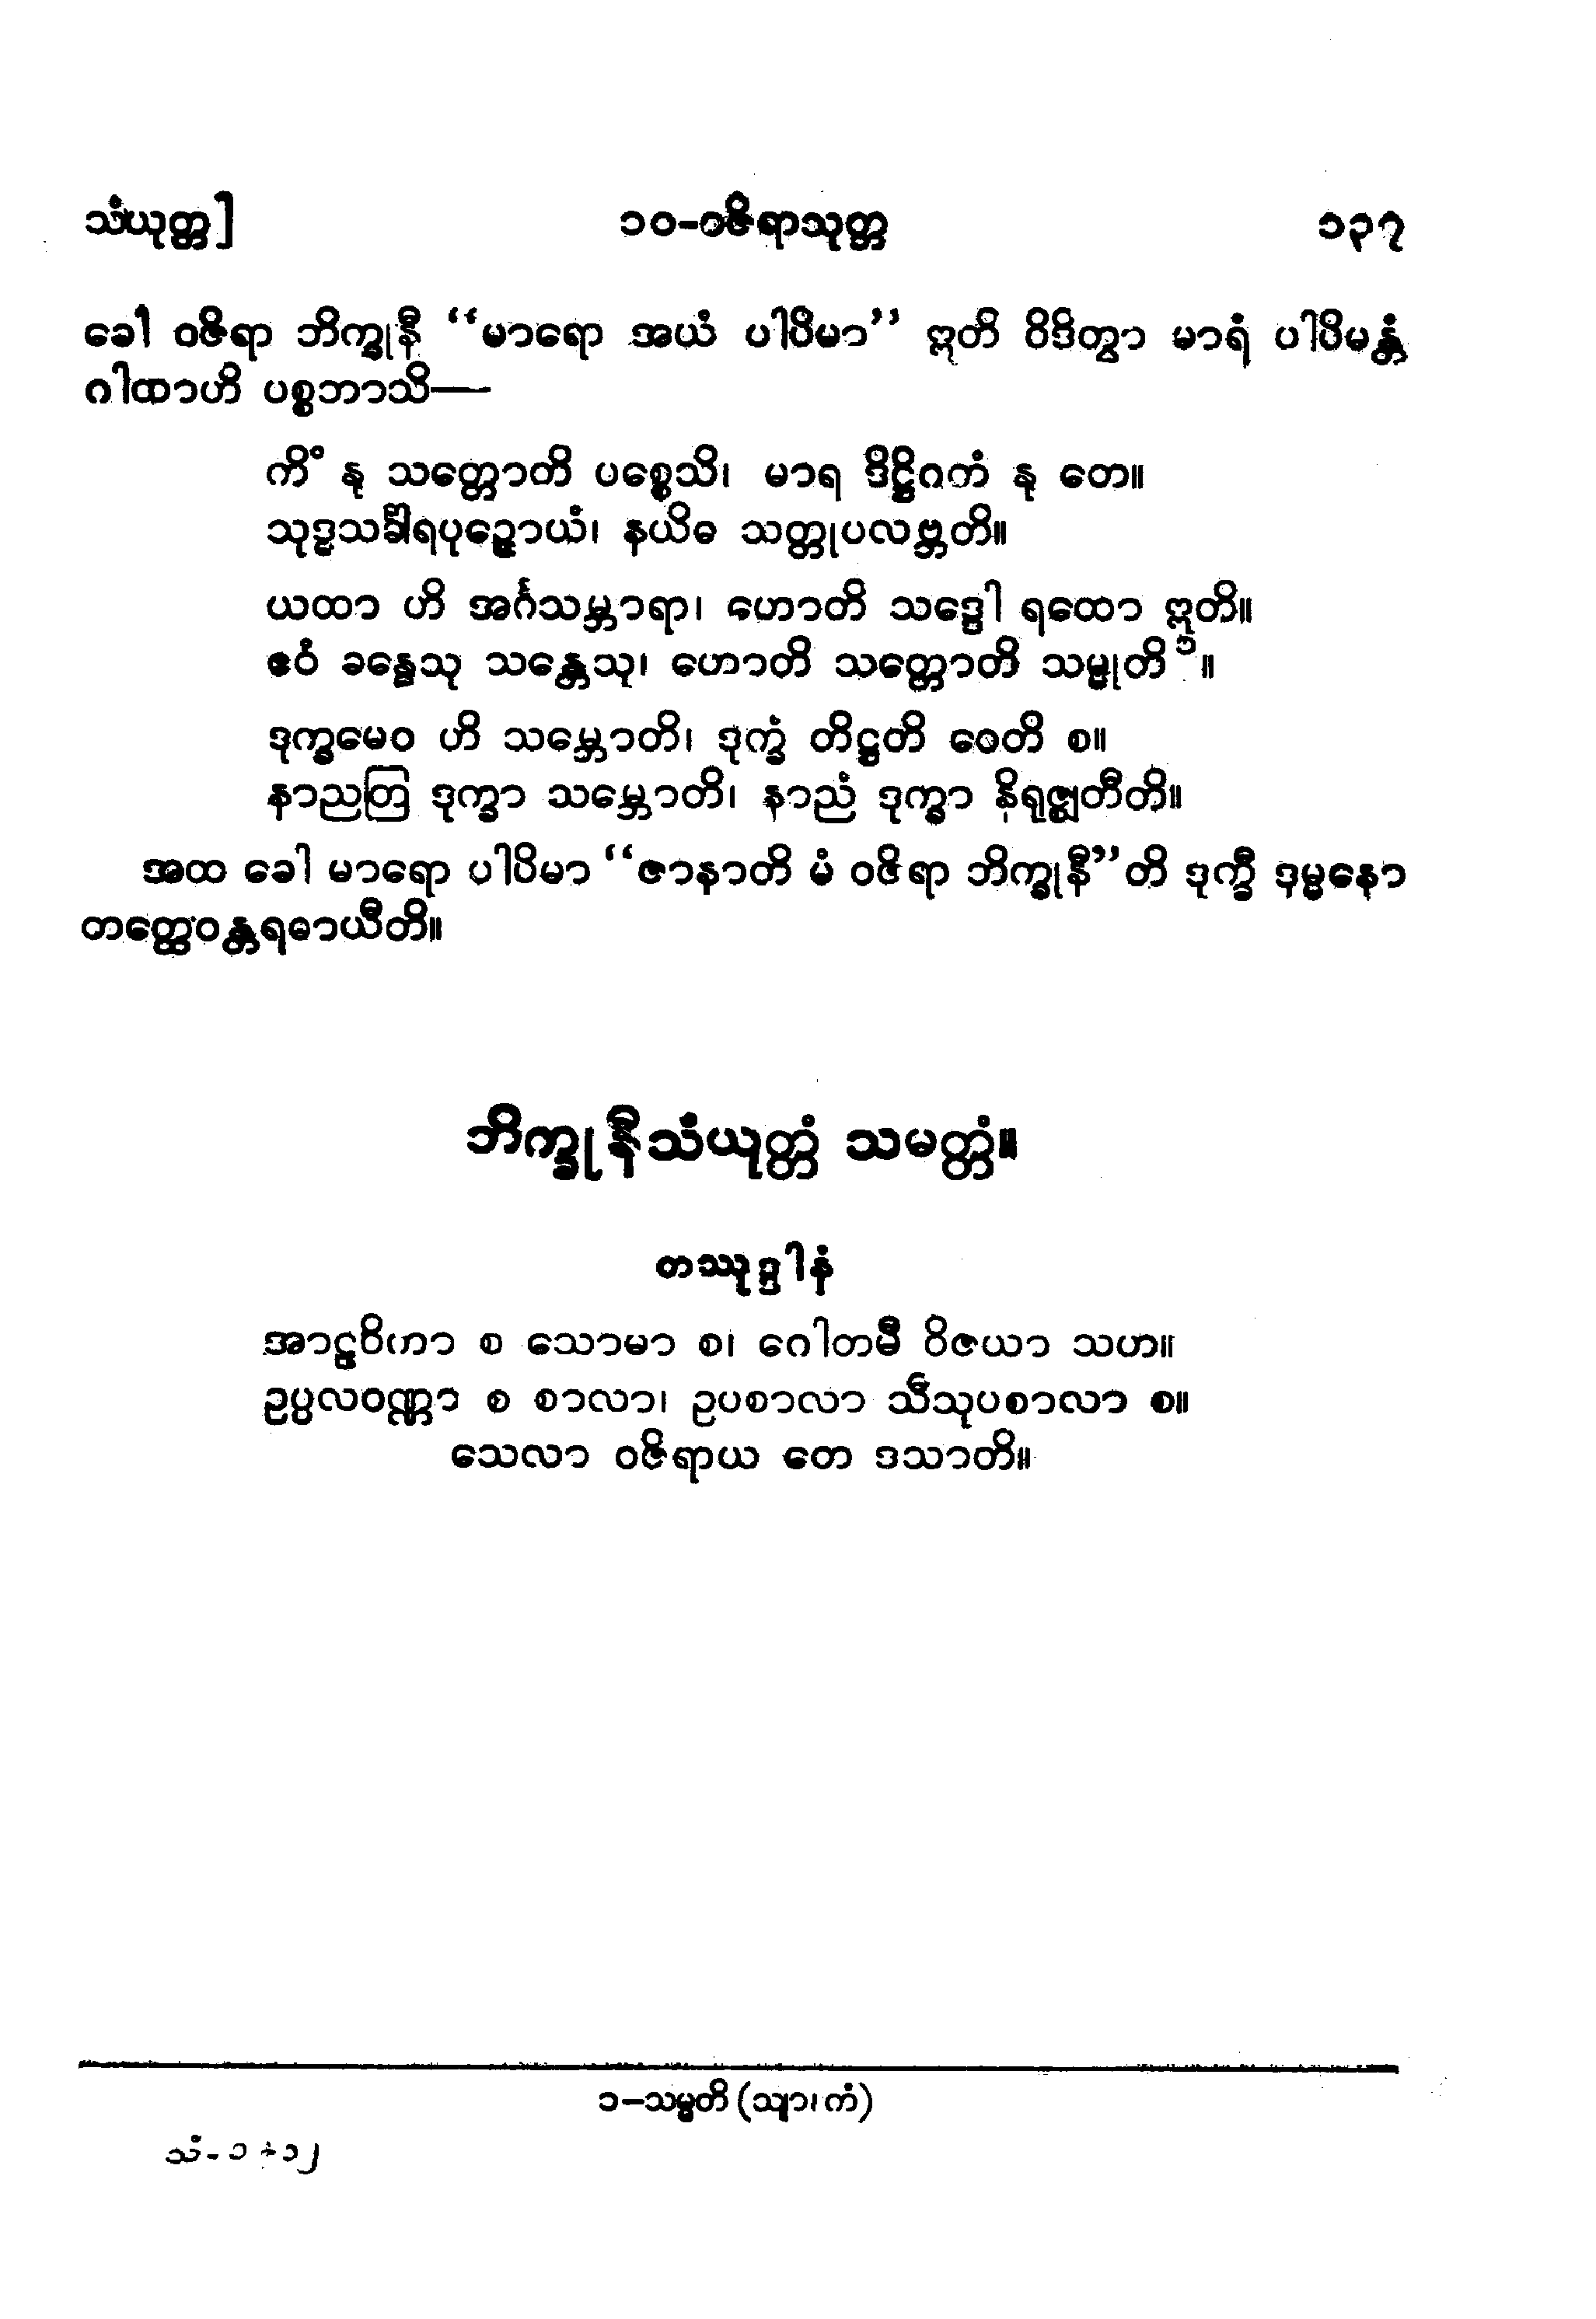 သံယုတ္တ] ၁၀-ဝဇိရာသုတ္တ ၁၃၇
ခေါ ဝဇိရာ ဘိက္ခုနီ “မာရော အယံ ပါပိမာ” ဣတိ ဝိဒိတွာ မာရံ ပါပိမန္တံ
ဂါထာဟိ ပစ္စဘာသိ—
ကိံ နု သတ္တောတိ ပစ္စေသိ၊ မာရ ဒိဋ္ဌိဂတံ နု တေ။
သုဒ္ဓသင်္ခါရပုဉ္ဇောယံ၊ နယိဓ သတ္တုပလဗ္ဘတိ။
ယထာ ဟိ အင်္ဂသမ္ဘာရာ၊ ဟောတိ သဒ္ဒေါ ရထော ဣတိ။
ဧဝံ ခန္ဓေသု သန္တေသု၊ ဟောတိ သတ္တောတိ သမ္မုတိ ၁။
ဒုက္ခမေဝ ဟိ သမ္ဘောတိ၊ ဒုက္ခံ တိဋ္ဌတိ ဝေတိ စ။
နာညတြ ဒုက္ခာ သမ္ဘောတိ၊ နာညံ ဒုက္ခာ နိရုဇ္ဈတီတိ။
အထ ခေါ မာရော ပါပိမာ “ဇာနာတိ မံ ဝဇိရာ ဘိက္ခုနီ”တိ ဒုက္ခီ ဒုမ္မနော
တတ္ထေဝန္တရဓာယီတိ။
ဘိက္ခုနီသံယုတ္တံ သမတ္တံ။
တဿုဒ္ဒါနံ
အာဠဝိကာ စ သောမာ စ၊ ဂေါတမီ ဝိဇယာ သဟ။
ဥပ္ပလဝဏ္ဏာ စ စာလာ၊ ဥပစာလာ သီသုပစာလာ စ။
သေလာ ဝဇိရာယ တေ ဒသာတိ။
၁–သမ္မတိ (သျာ၊ ကံ)
သံ-၁ + ၁၂